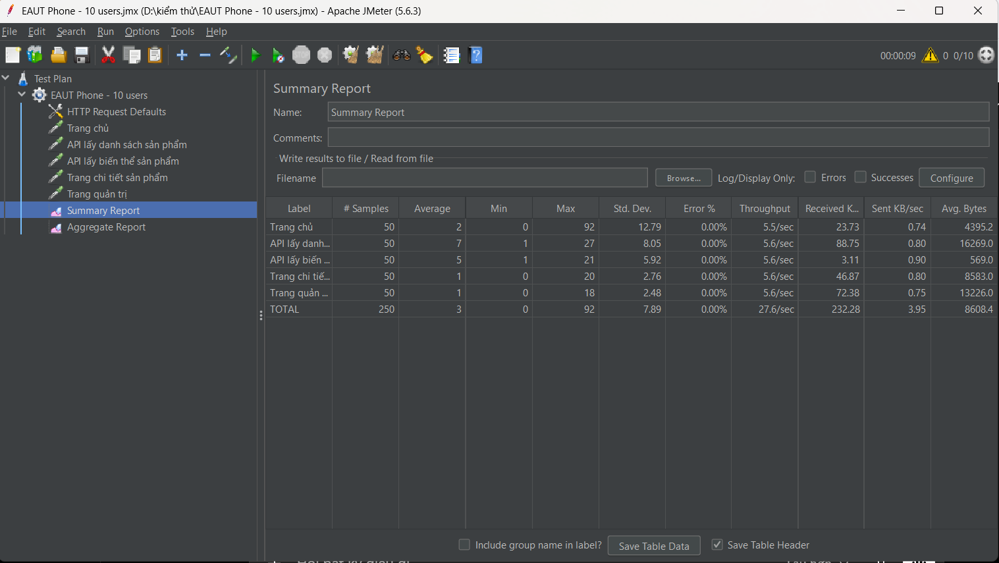 EAUT Phone - 10 users.jmx (D:\kiểm thử\EAUT Phone - 10 users.jmx) - Apache JMeter (5.6.3)
File Edit Search Run Options Tools Help
STOP 00:00:09 0 0/10
Test Plan
EAUT Phone - 10 users
HTTP Request Defaults
Trang chủ
API lấy danh sách sản phẩm
API lấy biến thể sản phẩm
Trang chi tiết sản phẩm
Trang quản trị
Summary Report
Aggregate Report
Summary Report
Name: Summary Report
Comments:
Write results to file / Read from file
Filename Browse... Log/Display Only: Errors Successes Configure
Label # Samples Average Min Max Std. Dev. Error % Throughput Received K... Sent KB/sec Avg. Bytes
Trang chủ 50 2 0 92 12.79 0.00% 5.5/sec 23.73 0.74 4395.2
API lấy danh... 50 7 1 27 8.05 0.00% 5.6/sec 88.75 0.80 16269.0
API lấy biến ... 50 5 1 21 5.92 0.00% 5.6/sec 3.11 0.90 569.0
Trang chi tiế... 50 1 0 20 2.76 0.00% 5.6/sec 46.87 0.80 8583.0
Trang quản ... 50 1 0 18 2.48 0.00% 5.6/sec 72.38 0.75 13226.0
TOTAL 250 3 0 92 7.89 0.00% 27.6/sec 232.28 3.95 8608.4
Include group name in label? Save Table Data Save Table Header